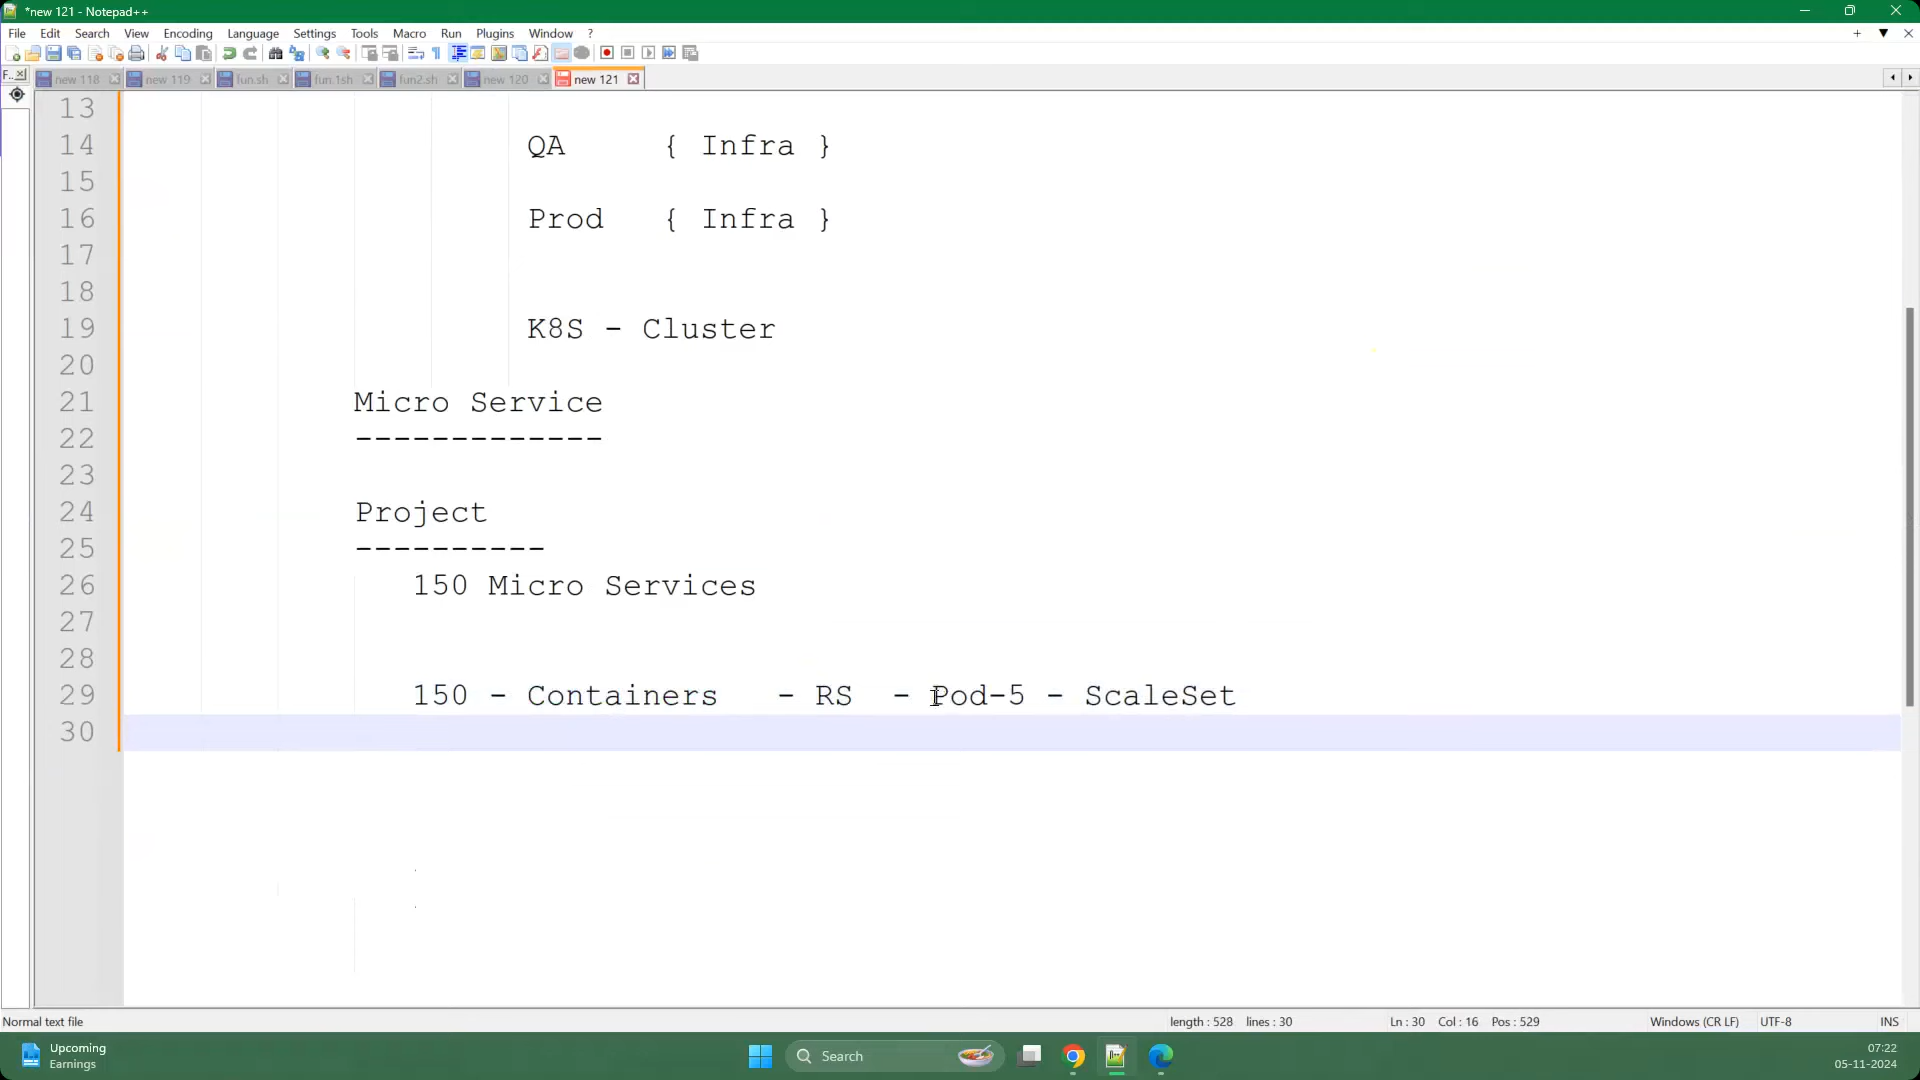 *new 121 - Notepad++
File Edit Search View Encoding Language Settings Tools Macro Run Plugins Window ?
F.. new 118 new 119 fun.sh fun.1sh fun2.sh new 120 new 121
13
14 QA { Infra }
15
16 Prod { Infra }
17
18
19 K8S - Cluster
20
21 Micro Service
22 -------------
23
24 Project
25 ----------
26 150 Micro Services
27
28
29 150 - Containers - RS - Pod-5 - ScaleSet
30
Normal text file length : 528 lines : 30 Ln : 30 Col : 16 Pos : 529 Windows (CR LF) UTF-8 INS
Upcoming
Earnings
Search
07:22
05-11-2024